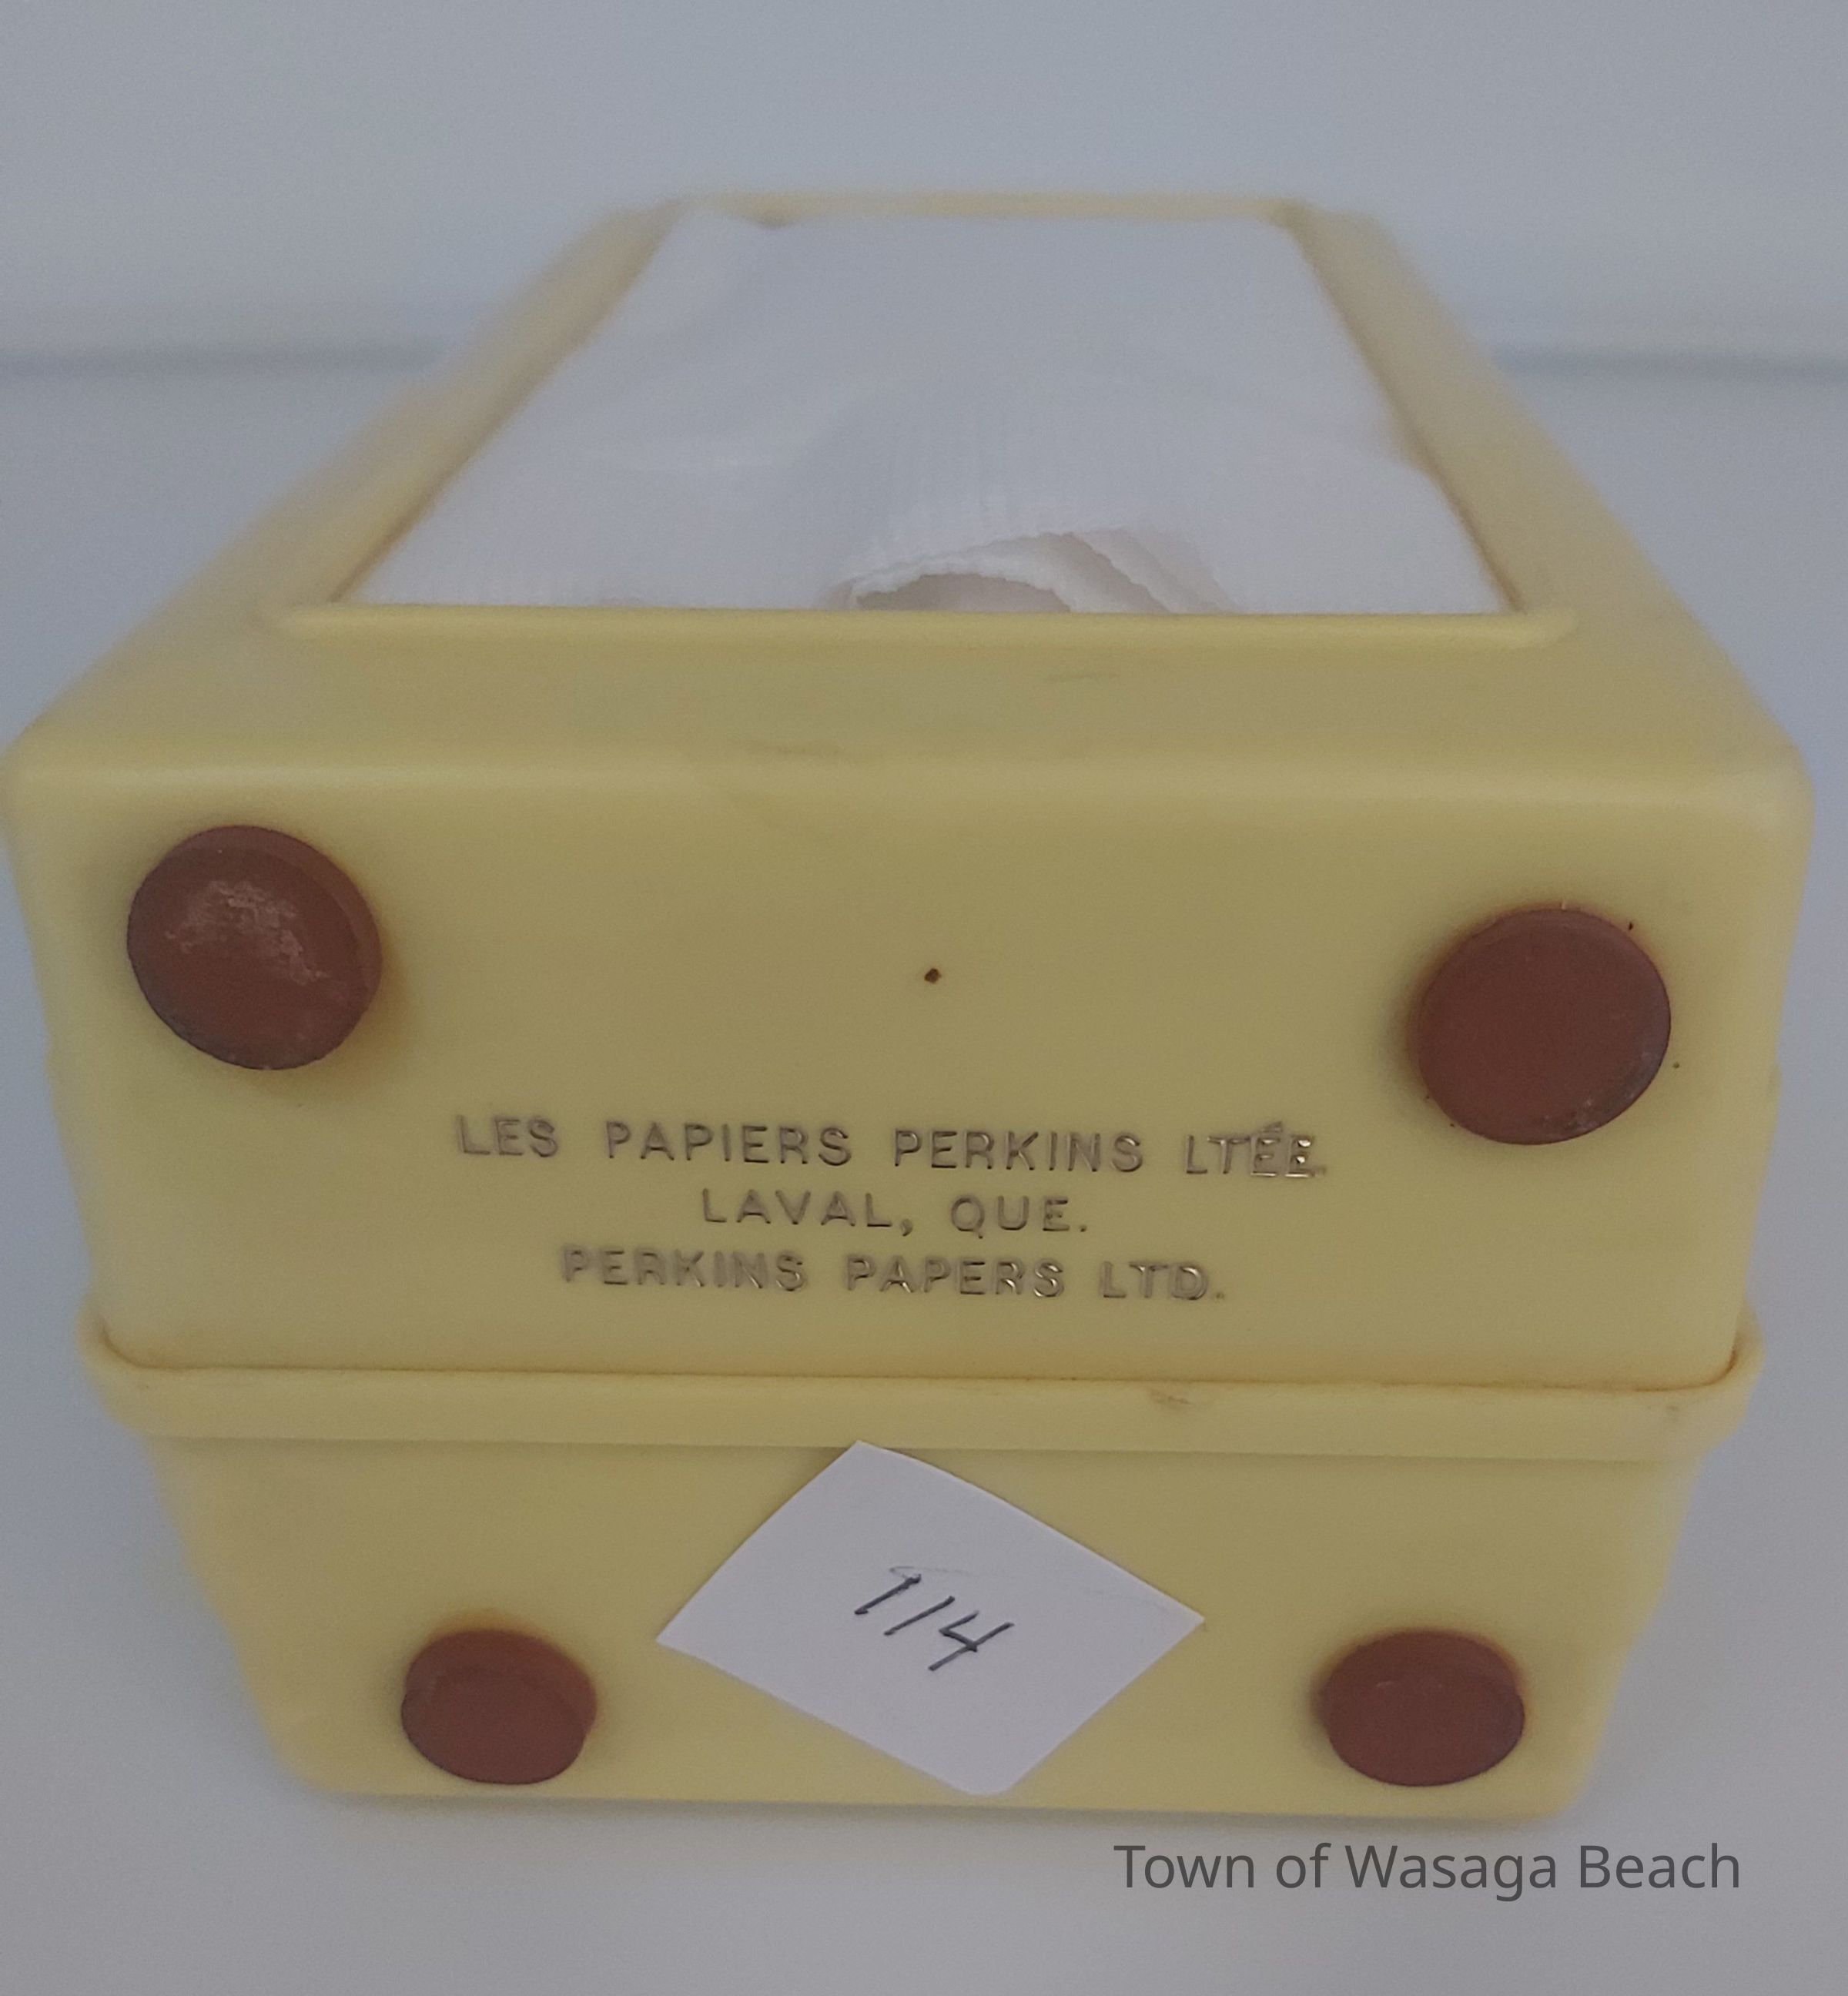 LES PAPIERS PERKINS LTÉE.
LAVAL, QUE.
PERKINS PAPERS LTD.
114
Town of Wasaga Beach